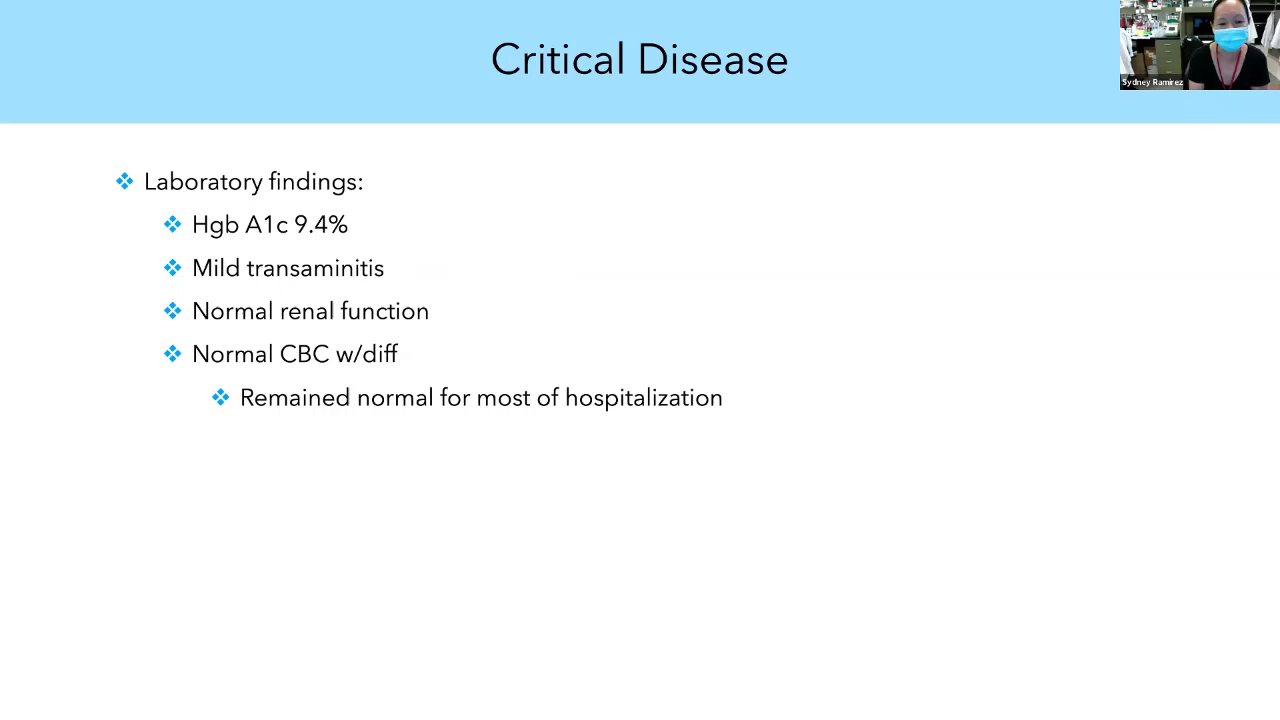 Critical Disease
Sydney Ramirez
Laboratory findings:
Hgb A1c 9.4%
Mild transaminitis
Normal renal function
Normal CBC w/diff
Remained normal for most of hospitalization